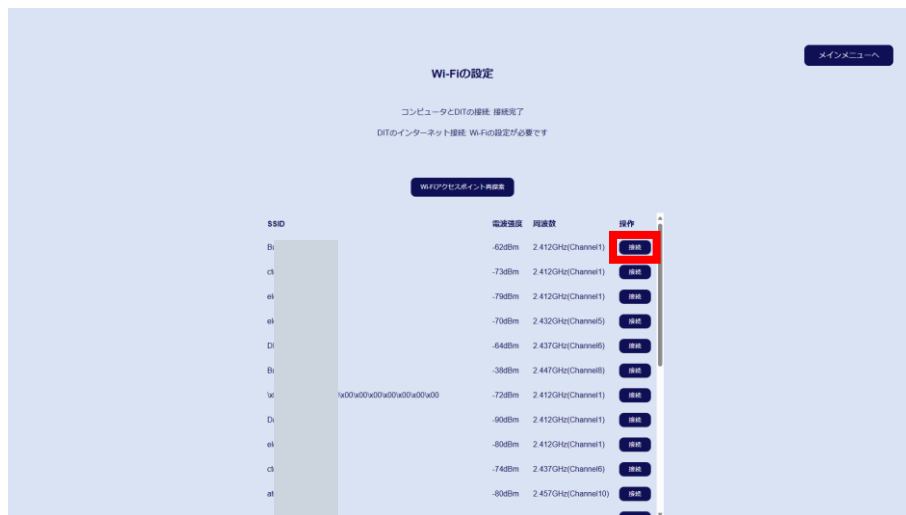 メインメニューへ
Wi-Fiの設定
コンピュータとDITの接続 接続完了
DITのインターネット接続 Wi-Fiの設定が必要です
Wi-Fiアクセスポイント再探索
SSID 電波強度 周波数 操作
-62dBm 2.412GHz(Channel1) 接続
-73dBm 2.412GHz(Channel1) 接続
-79dBm 2.412GHz(Channel1) 接続
-70dBm 2.432GHz(Channel5) 接続
-64dBm 2.437GHz(Channel6) 接続
-38dBm 2.447GHz(Channel8) 接続
\x00\x00\x00\x00\x00\x00\x00 -72dBm 2.412GHz(Channel1) 接続
-90dBm 2.412GHz(Channel1) 接続
-80dBm 2.412GHz(Channel1) 接続
-74dBm 2.437GHz(Channel6) 接続
at -80dBm 2.457GHz(Channel10) 接続